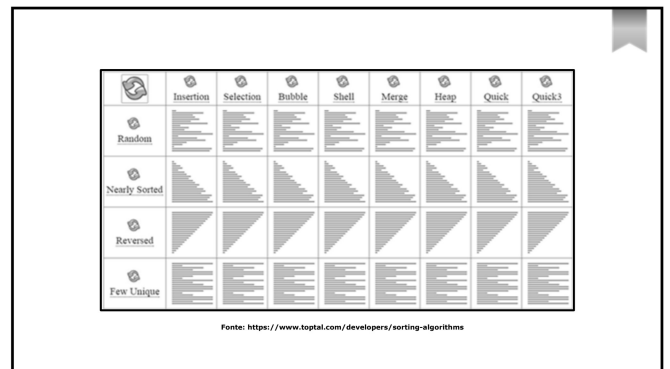 Insertion Selection Bubble Shell Merge Heap Quick Quick3
Random
Nearly Sorted
Reversed
Few Unique
Fonte: https://www.toptal.com/developers/sorting-algorithms